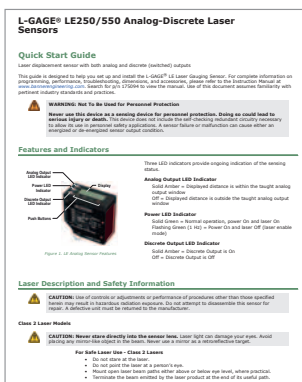 L-GAGE® LE250/550 Analog-Discrete Laser
Sensors
Quick Start Guide
Laser displacement sensor with both analog and discrete (switched) outputs
This guide is designed to help you set up and install the L-GAGE® LE Laser Gauging Sensor. For complete information on
programming, performance, troubleshooting, dimensions, and accessories, please refer to the Instruction Manual at
www.bannerengineering.com. Search for p/n 175094 to view the manual. Use of this document assumes familiarity with
pertinent industry standards and practices.
WARNING: Not To Be Used for Personnel Protection
Never use this device as a sensing device for personnel protection. Doing so could lead to
serious injury or death. This device does not include the self-checking redundant circuitry necessary
to allow its use in personnel safety applications. A sensor failure or malfunction can cause either an
energized or de-energized sensor output condition.
Features and Indicators
Analog Output
LED Indicator
Power LED
Indicator
Discrete Output
LED Indicator
Push Buttons
Display
Figure 1. LE Analog Sensor Features
Three LED indicators provide ongoing indication of the sensing
status.
Analog Output LED Indicator
Solid Amber = Displayed distance is within the taught analog
output window
Off = Displayed distance is outside the taught analog output
window
Power LED Indicator
Solid Green = Normal operation, power On and laser On
Flashing Green (1 Hz) = Power On and laser Off (laser enable
mode)
Discrete Output LED Indicator
Solid Amber = Discrete Output is On
Off = Discrete Output is Off
Laser Description and Safety Information
CAUTION: Use of controls or adjustments or performance of procedures other than those specified
herein may result in hazardous radiation exposure. Do not attempt to disassemble this sensor for
repair. A defective unit must be returned to the manufacturer.
Class 2 Laser Models
CAUTION: Never stare directly into the sensor lens. Laser light can damage your eyes. Avoid
placing any mirror-like object in the beam. Never use a mirror as a retroreflective target.
For Safe Laser Use - Class 2 Lasers
• Do not stare at the laser.
• Do not point the laser at a person's eye.
• Mount open laser beam paths either above or below eye level, where practical.
• Terminate the beam emitted by the laser product at the end of its useful path.